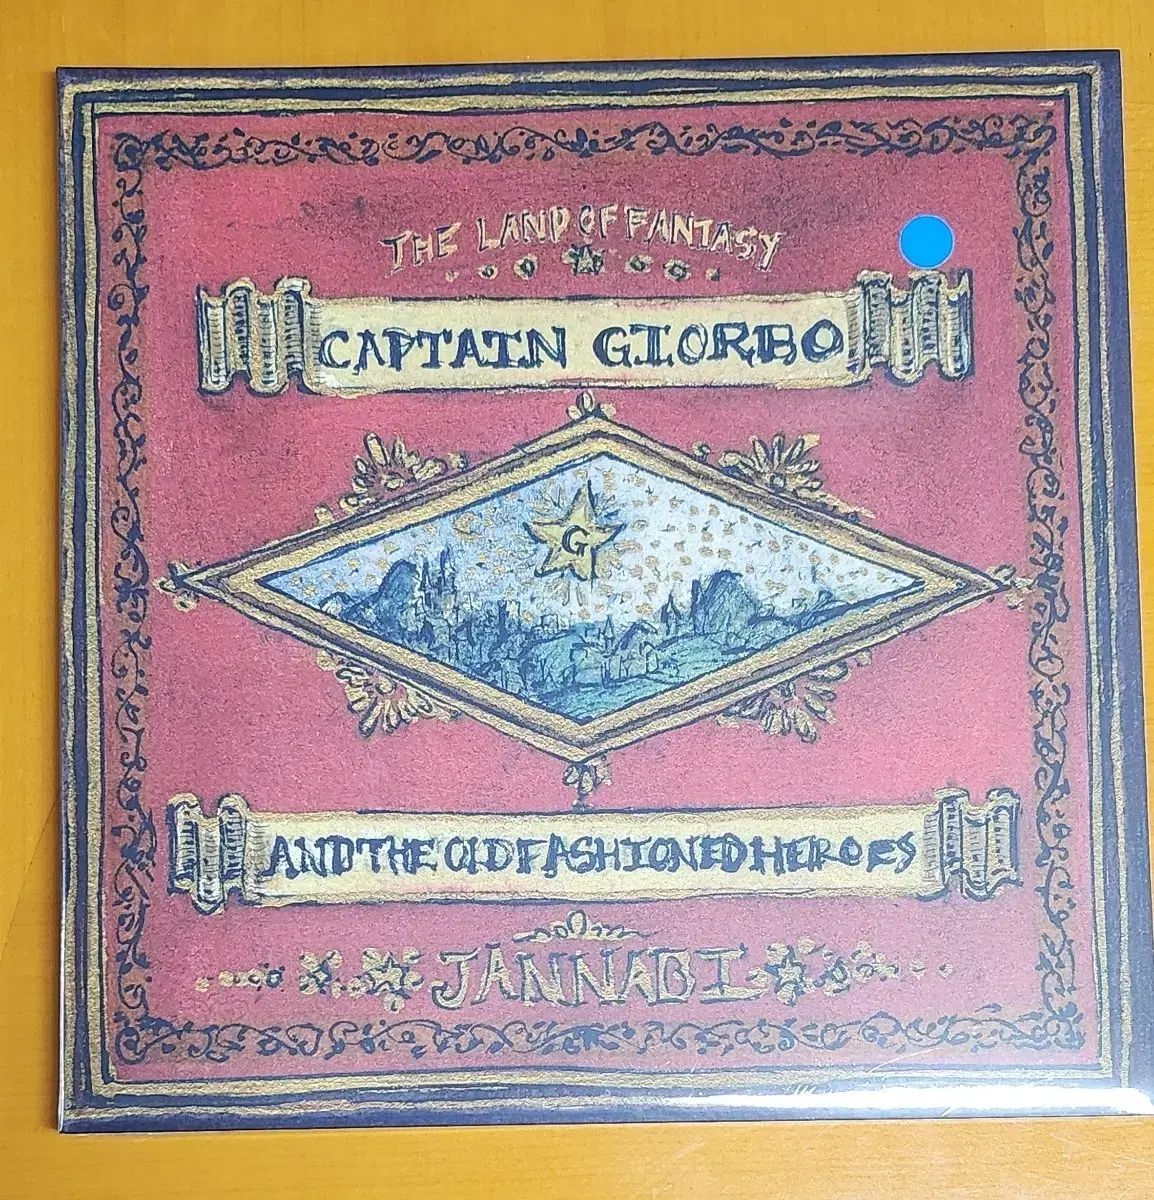 THE LAND OF FANTASY
CAPTAIN GIORBO
G
AND THE OLD FASHIONED HEROES
JANNABI